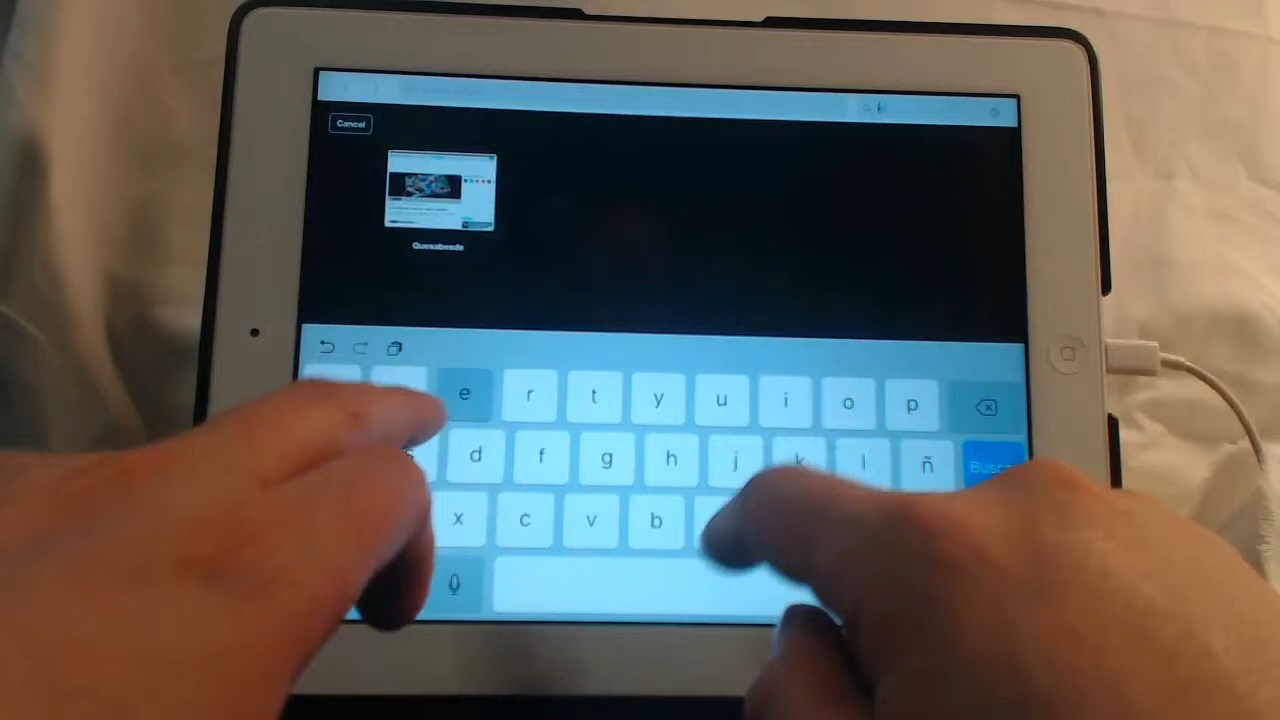 Cancel
Quesabesde
e r t y u i o p
s d f g h j k l ñ
x c v b